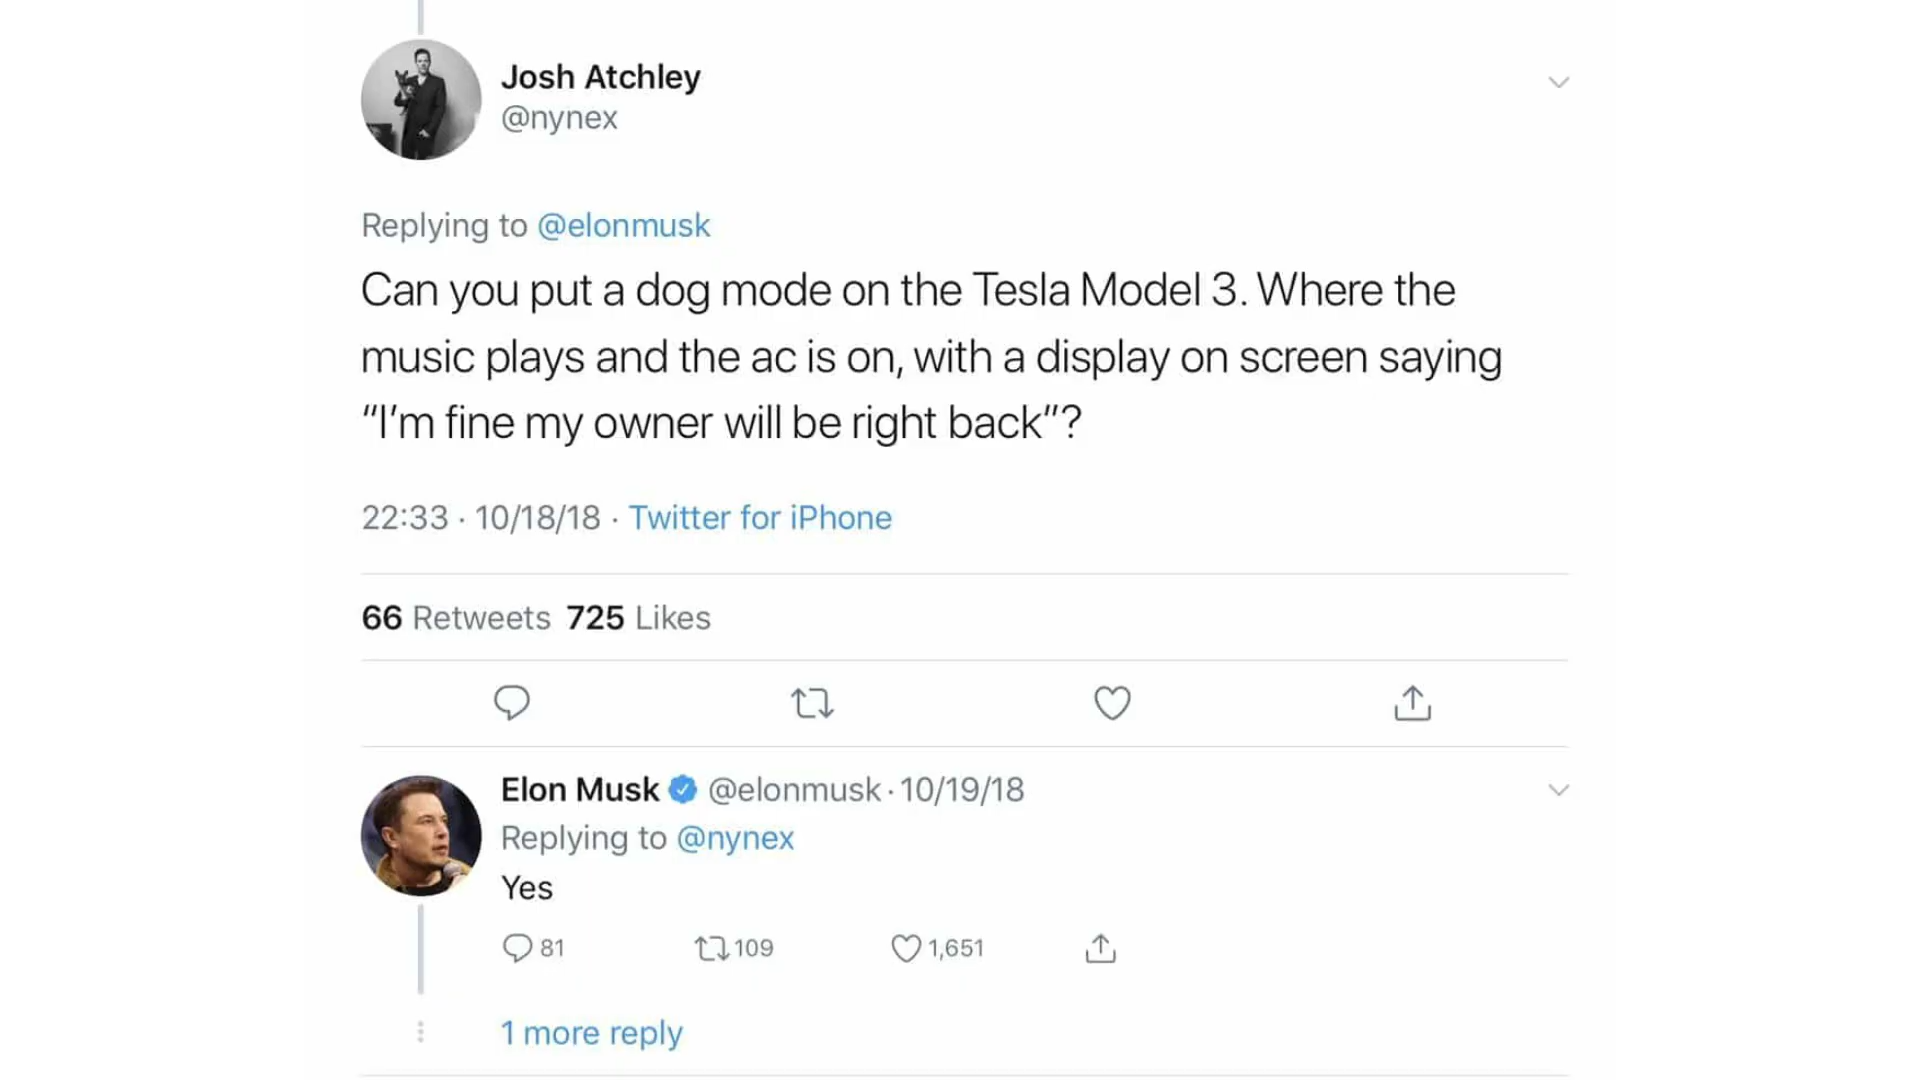 Josh Atchley
@nynex
Replying to @elonmusk
Can you put a dog mode on the Tesla Model 3. Where the
music plays and the ac is on, with a display on screen saying
"I'm fine my owner will be right back"?
22:33 · 10/18/18 · Twitter for iPhone
66 Retweets 725 Likes
Elon Musk @elonmusk · 10/19/18
Replying to @nynex
Yes
81 109 1,651
1 more reply